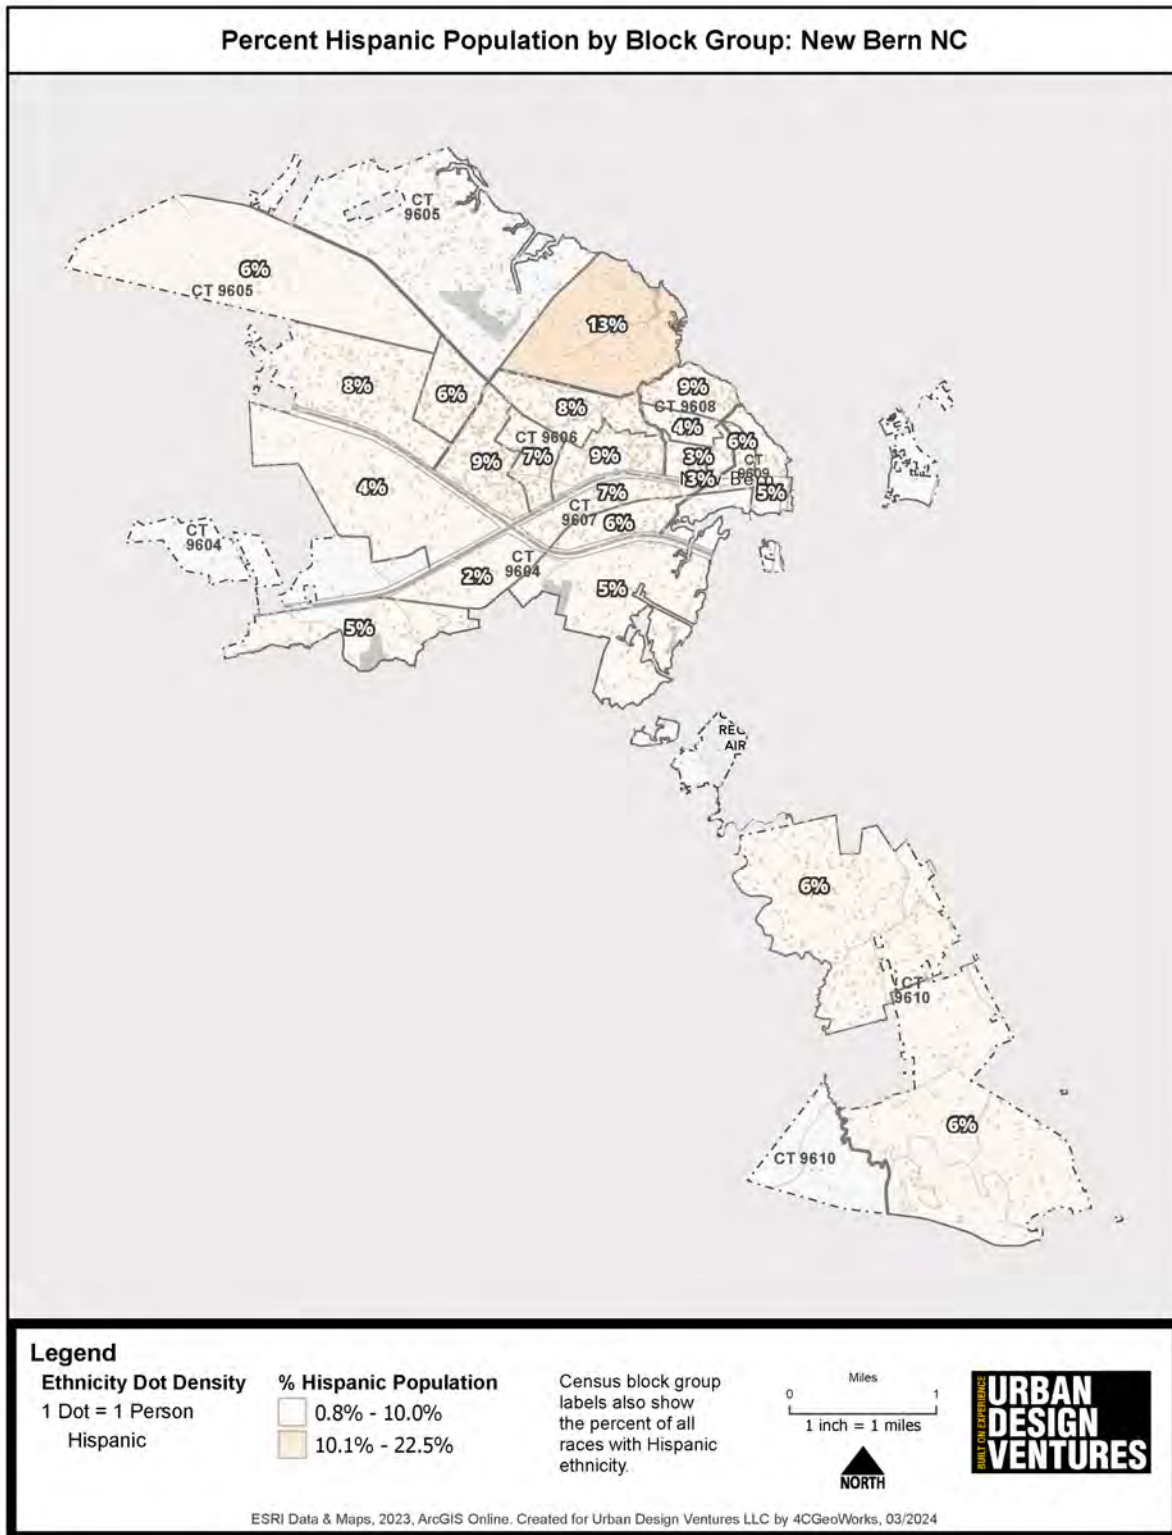 Percent Hispanic Population by Block Group: New Bern NC
CT
9605
6%
CT 9605
13%
8%
6%
9%
8%
CT 9608
4%
CT 9606
6%
9%
7%
9%
3%
CT
9609
3%
4%
7%
5%
CT
9607
6%
CT
9604
CT
9604
2%
5%
5%
REG
AIR
6%
CT
9610
6%
CT 9610
Legend
Ethnicity Dot Density
1 Dot = 1 Person
Hispanic
% Hispanic Population
0.8% - 10.0%
10.1% - 22.5%
Census block group
labels also show
the percent of all
races with Hispanic
ethnicity.
Miles
0 1
1 inch = 1 miles
NORTH
BUILT ON EXPERIENCE
URBAN
DESIGN
VENTURES
ESRI Data & Maps, 2023, ArcGIS Online. Created for Urban Design Ventures LLC by 4CGeoWorks, 03/2024